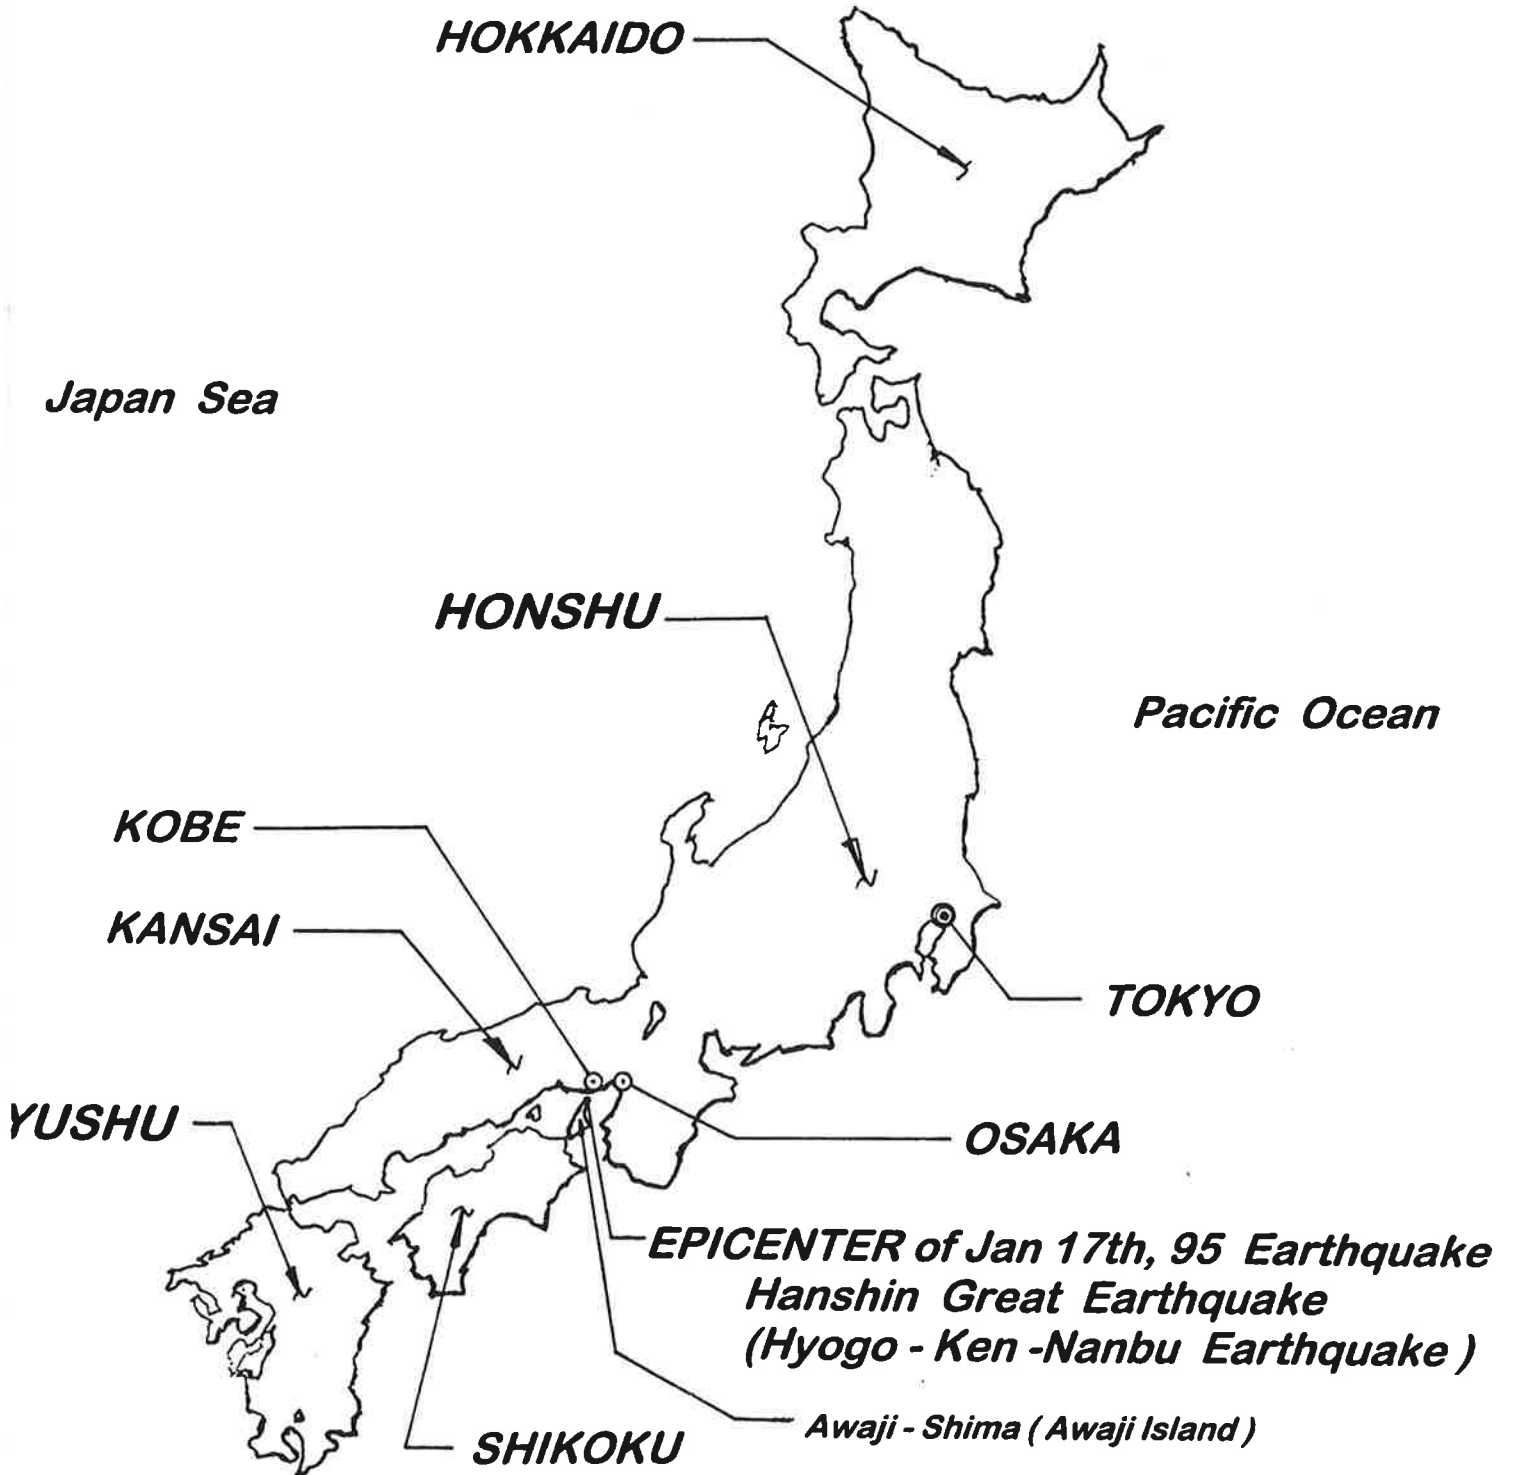 HOKKAIDO
Japan Sea
HONSHU
Pacific Ocean
KOBE
KANSAI
TOKYO
YUSHU
OSAKA
EPICENTER of Jan 17th, 95 Earthquake
Hanshin Great Earthquake
(Hyogo - Ken -Nanbu Earthquake )
Awaji - Shima ( Awaji Island )
SHIKOKU